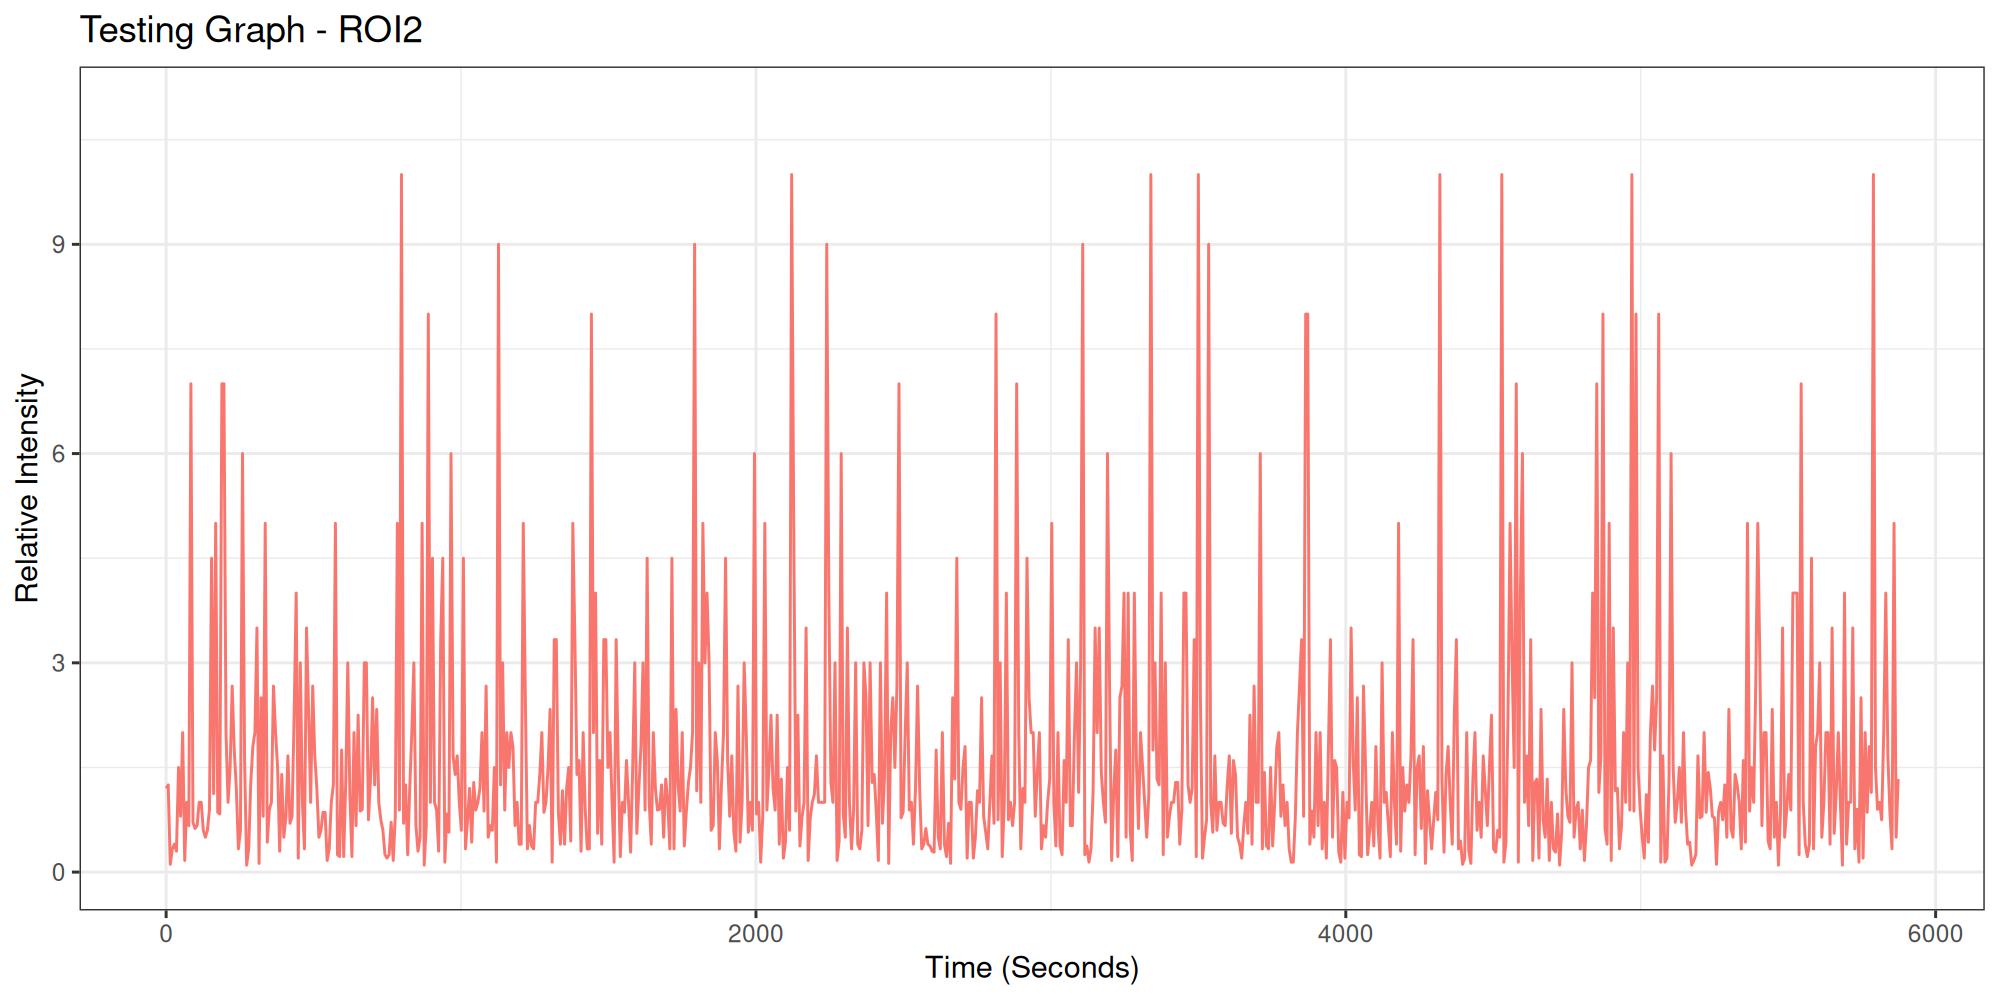 Testing Graph - ROI2
Relative Intensity
9
6
3
0
0 2000 4000 6000
Time (Seconds)